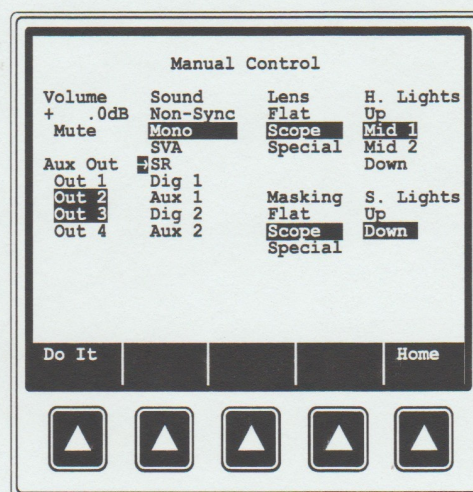 Manual Control
Volume
+ .0dB
Mute
Aux Out
Out 1
Out 2
Out 3
Out 4
Sound
Non-Sync
Mono
SVA
→SR
Dig 1
Aux 1
Dig 2
Aux 2
Lens
Flat
Scope
Special
Masking
Flat
Scope
Special
H. Lights
Up
Mid 1
Mid 2
Down
S. Lights
Up
Down
Do It
Home